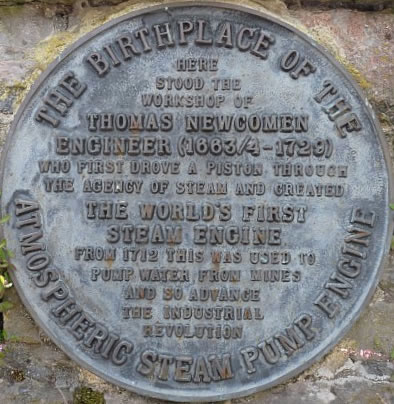 THE BIRTHPLACE OF THE
HERE
STOOD THE
WORKSHOP OF
THOMAS NEWCOMEN
ENGINEER (1663/4-1729)
WHO FIRST DROVE A PISTON THROUGH
THE AGENCY OF STEAM AND CREATED
THE WORLD'S FIRST
STEAM ENGINE
FROM 1712 THIS WAS USED TO
PUMP WATER FROM MINES
AND SO ADVANCE
THE INDUSTRIAL
REVOLUTION
ATMOSPHERIC STEAM PUMP ENGINE